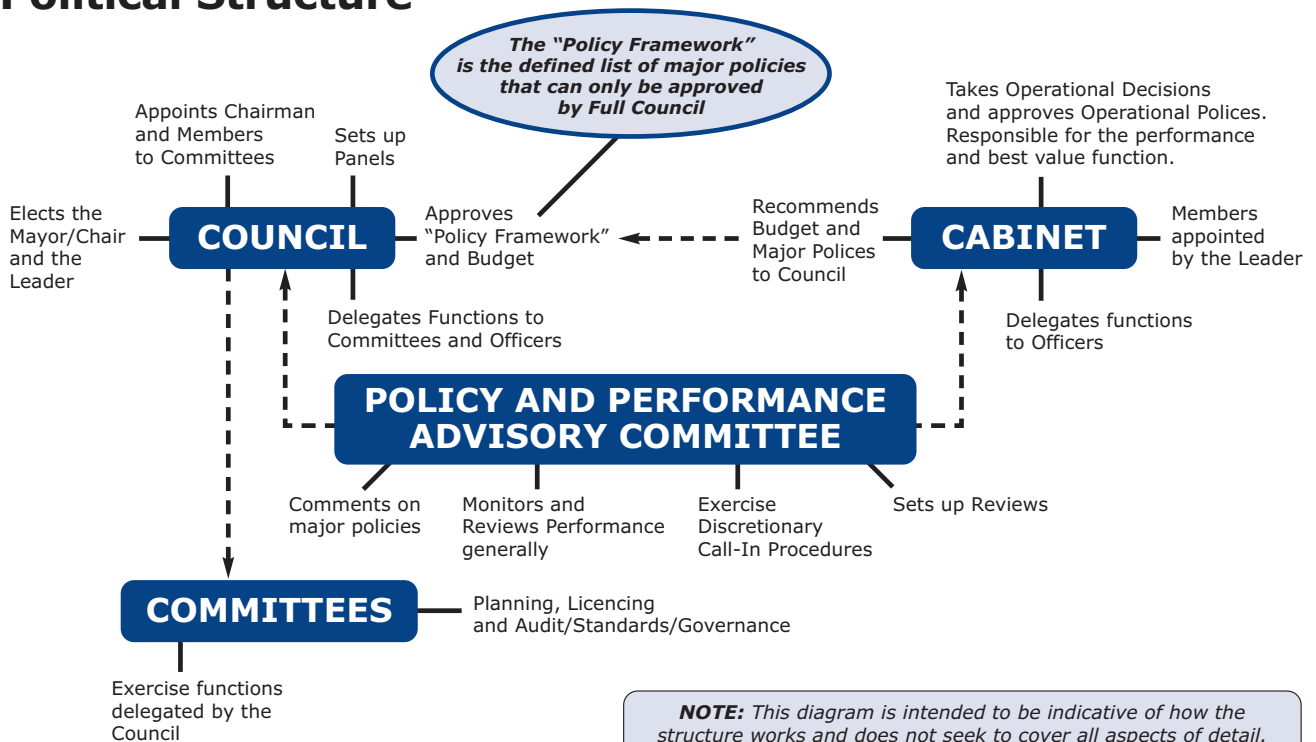 Political Structure
The “Policy Framework”
is the defined list of major policies
that can only be approved
by Full Council
Appoints Chairman
and Members
to Committees
Sets up
Panels
Takes Operational Decisions
and approves Operational Polices.
Responsible for the performance
and best value function.
Elects the
Mayor/Chair
and the
Leader
COUNCIL
Approves
“Policy Framework”
and Budget
Recommends
Budget and
Major Polices
to Council
CABINET
Members
appointed
by the Leader
Delegates Functions to
Committees and Officers
Delegates functions
to Officers
POLICY AND PERFORMANCE
ADVISORY COMMITTEE
Comments on
major policies
Monitors and
Reviews Performance
generally
Exercise
Discretionary
Call-In Procedures
Sets up Reviews
COMMITTEES
Planning, Licencing
and Audit/Standards/Governance
Exercise functions
delegated by the
Council
NOTE: This diagram is intended to be indicative of how the
structure works and does not seek to cover all aspects of detail.